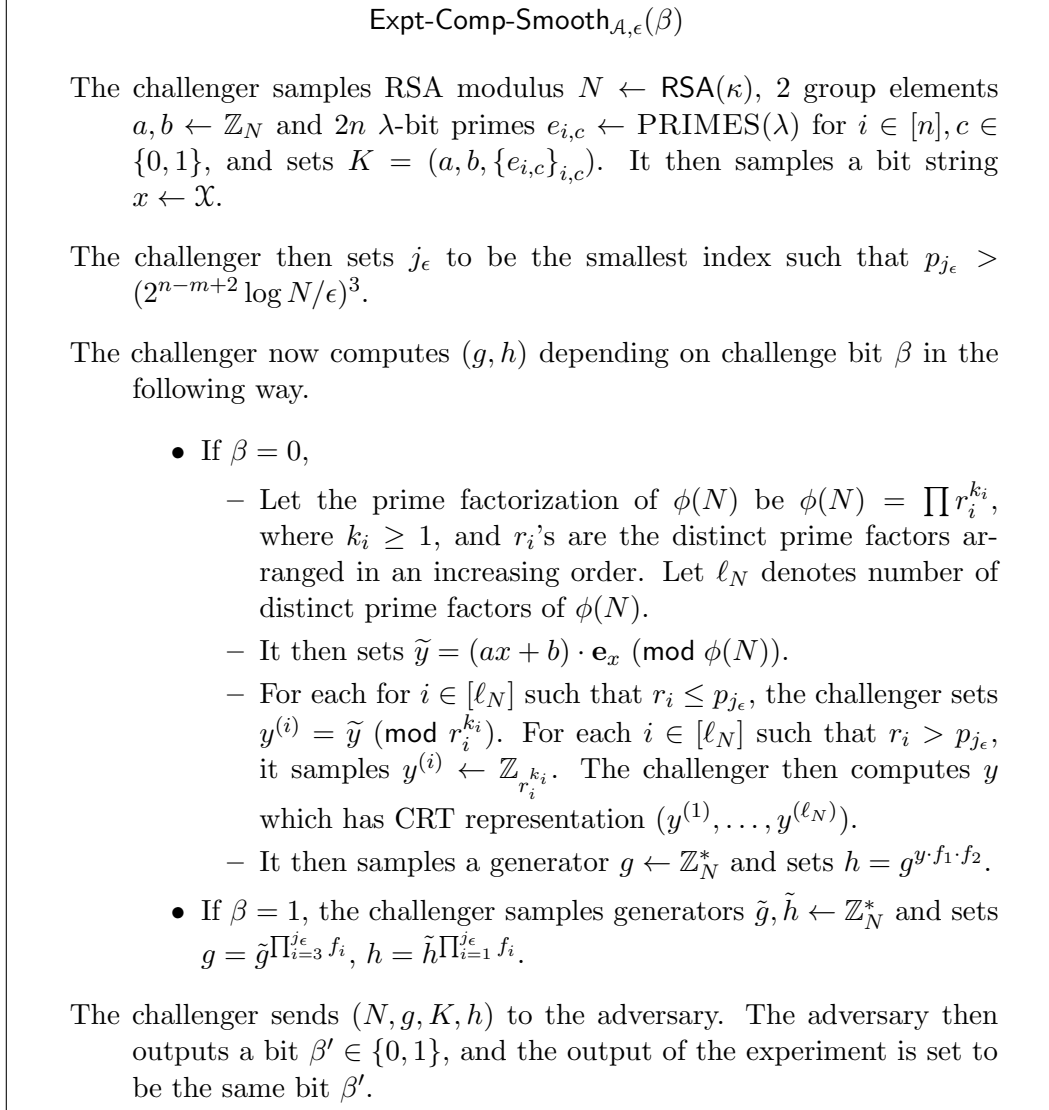 Expt-Comp-Smooth_{𝒜,ϵ}(β)
The challenger samples RSA modulus N ← RSA(κ), 2 group elements
a, b ← ℤ_N and 2n λ-bit primes e_{i,c} ← PRIMES(λ) for i ∈ [n], c ∈
{0, 1}, and sets K = (a, b, {e_{i,c}}_{i,c}). It then samples a bit string
x ← 𝔛.
The challenger then sets j_ϵ to be the smallest index such that p_{j_ϵ} >
(2^{n−m+2} log N/ϵ)^3.
The challenger now computes (g, h) depending on challenge bit β in the
following way.
• If β = 0,
– Let the prime factorization of ϕ(N) be ϕ(N) = ∏ r_i^{k_i},
where k_i ≥ 1, and r_i's are the distinct prime factors ar-
ranged in an increasing order. Let ℓ_N denotes number of
distinct prime factors of ϕ(N).
– It then sets ỹ = (ax + b) · 𝐞_x (mod ϕ(N)).
– For each for i ∈ [ℓ_N] such that r_i ≤ p_{j_ϵ}, the challenger sets
y^{(i)} = ỹ (mod r_i^{k_i}). For each i ∈ [ℓ_N] such that r_i > p_{j_ϵ},
it samples y^{(i)} ← ℤ_{r_i^{k_i}}. The challenger then computes y
which has CRT representation (y^{(1)}, . . . , y^{(ℓ_N)}).
– It then samples a generator g ← ℤ_N^* and sets h = g^{y·f_1·f_2}.
• If β = 1, the challenger samples generators g̃, h̃ ← ℤ_N^* and sets
g = g̃^{∏_{i=3}^{j_ϵ} f_i}, h = h̃^{∏_{i=1}^{j_ϵ} f_i}.
The challenger sends (N, g, K, h) to the adversary. The adversary then
outputs a bit β′ ∈ {0, 1}, and the output of the experiment is set to
be the same bit β′.